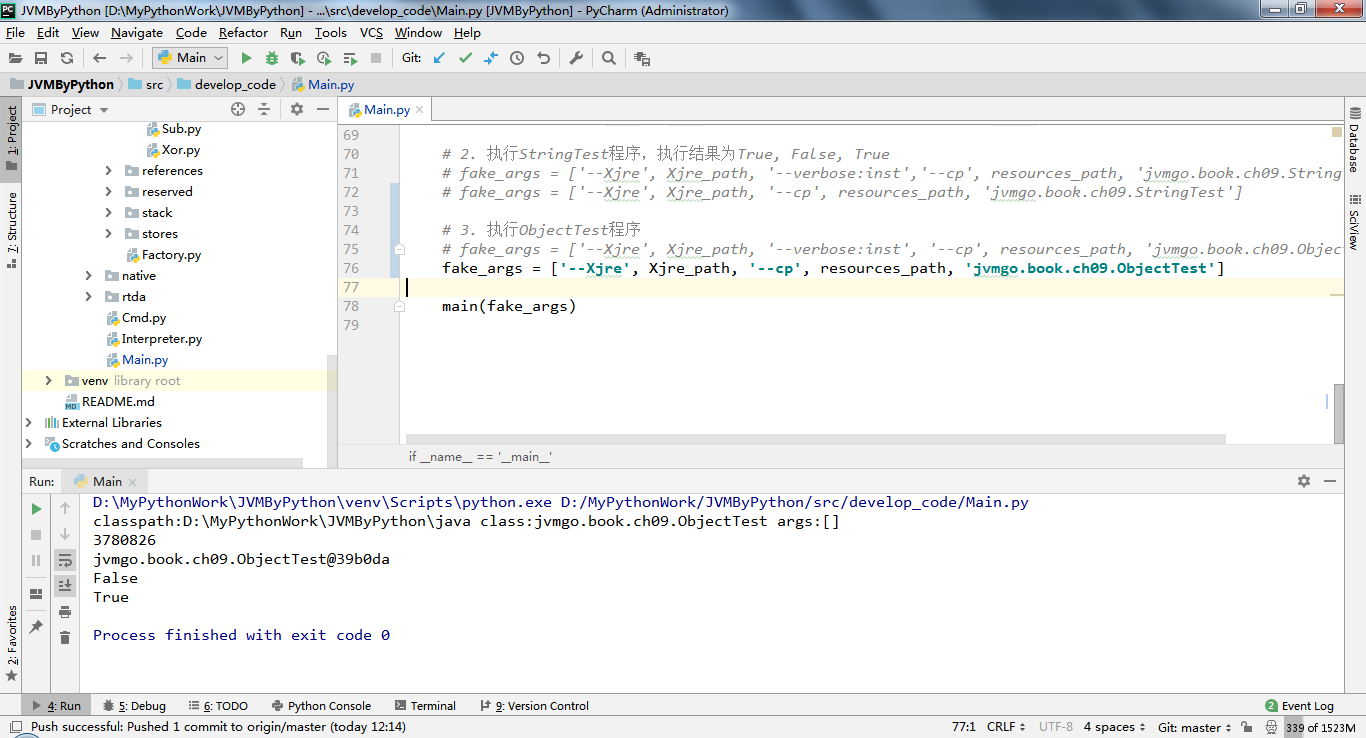 JVMByPython [D:\MyPythonWork\JVMByPython] - ...\src\develop_code\Main.py [JVMByPython] - PyCharm (Administrator)
File Edit View Navigate Code Refactor Run Tools VCS Window Help
Main Git:
JVMByPython src develop_code Main.py
1: Project
7: Structure
2: Favorites
Project
Sub.py
Xor.py
references
reserved
stack
stores
Factory.py
native
rtda
Cmd.py
Interpreter.py
Main.py
venv library root
README.md
External Libraries
Scratches and Consoles
Main.py
69
70 # 2. 执行StringTest程序，执行结果为True, False, True
71 # fake_args = ['--Xjre', Xjre_path, '--verbose:inst','--cp', resources_path, 'jvmgo.book.ch09.String
72 # fake_args = ['--Xjre', Xjre_path, '--cp', resources_path, 'jvmgo.book.ch09.StringTest']
73
74 # 3. 执行ObjectTest程序
75 # fake_args = ['--Xjre', Xjre_path, '--verbose:inst', '--cp', resources_path, 'jvmgo.book.ch09.Object
76 fake_args = ['--Xjre', Xjre_path, '--cp', resources_path, 'jvmgo.book.ch09.ObjectTest']
77
78 main(fake_args)
79
if __name__ == '__main__'
Database
SciView
Run: Main
D:\MyPythonWork\JVMByPython\venv\Scripts\python.exe D:/MyPythonWork/JVMByPython/src/develop_code/Main.py
classpath:D:\MyPythonWork\JVMByPython\java class:jvmgo.book.ch09.ObjectTest args:[]
3780826
jvmgo.book.ch09.ObjectTest@39b0da
False
True
Process finished with exit code 0
4: Run 5: Debug 6: TODO Python Console Terminal 9: Version Control 2 Event Log
Push successful: Pushed 1 commit to origin/master (today 12:14) 77:1 CRLF UTF-8 4 spaces Git: master 339 of 1523M